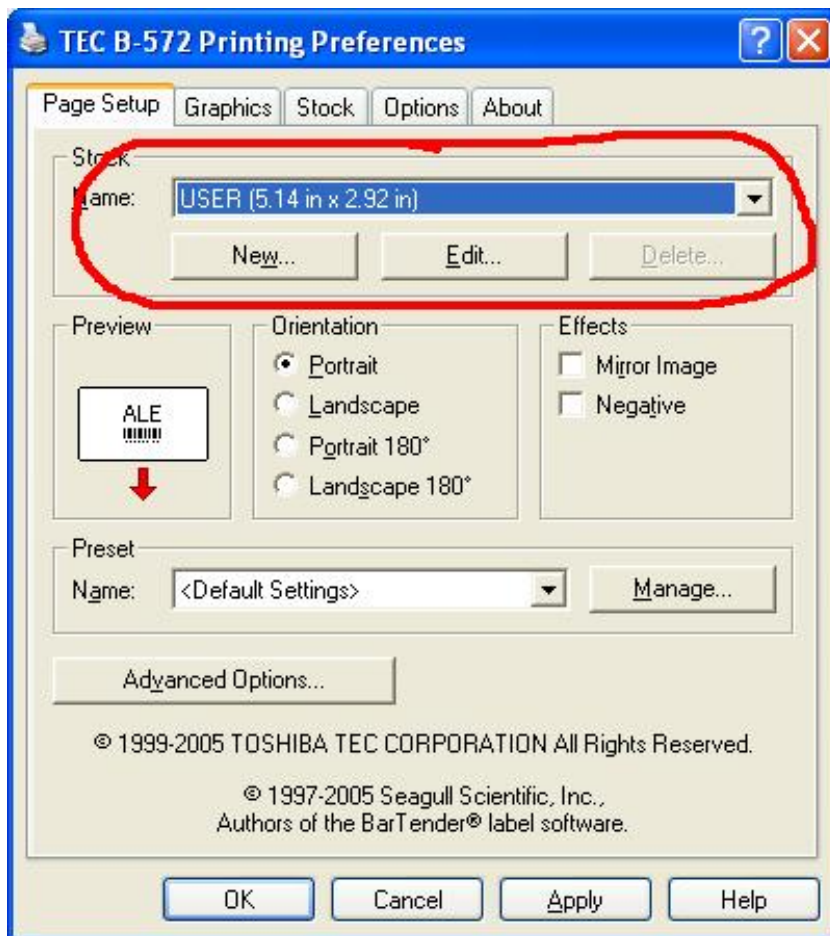 TEC B-572 Printing Preferences
Page Setup Graphics Stock Options About
Stock
Name: USER (5.14 in x 2.92 in)
New... Edit... Delete...
Preview Orientation Effects
Portrait Mirror Image
ALE Landscape Negative
Portrait 180°
Landscape 180°
Preset
Name: <Default Settings> Manage...
Advanced Options...
© 1999-2005 TOSHIBA TEC CORPORATION All Rights Reserved.
© 1997-2005 Seagull Scientific, Inc.,
Authors of the BarTender® label software.
OK Cancel Apply Help